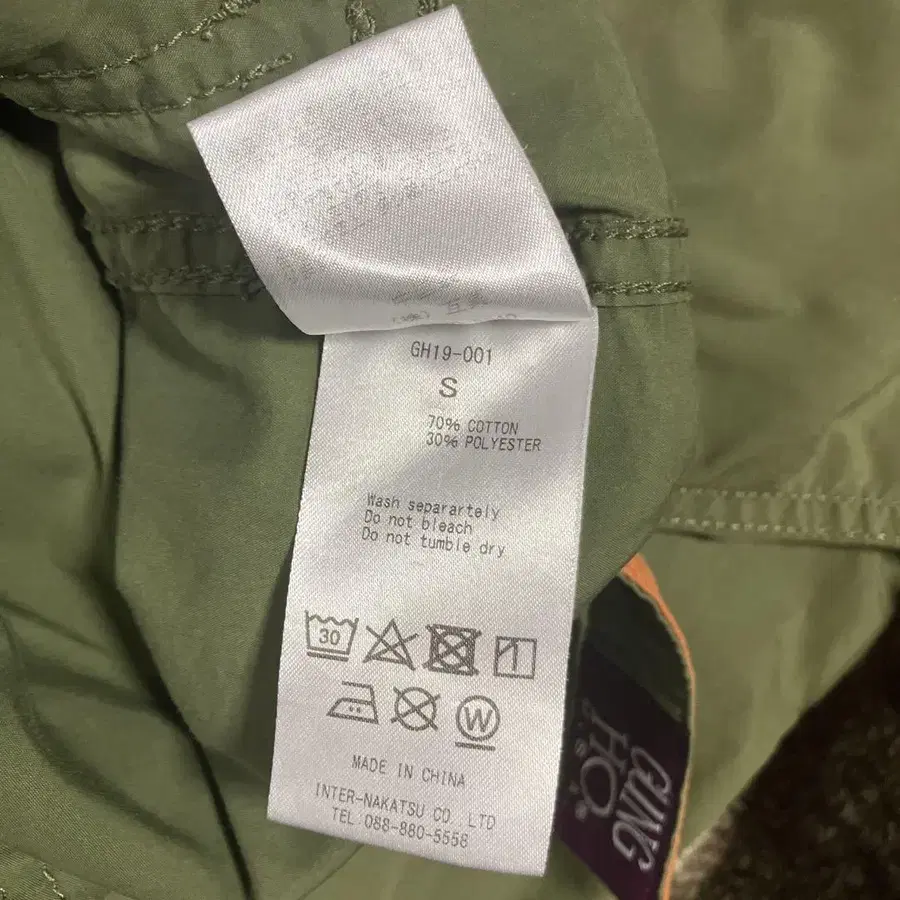 GH19-001
S
70% COTTON
30% POLYESTER
Wash separartely
Do not bleach
Do not tumble dry
30
W
MADE IN CHINA
INTER-NAKATSU CO. LTD
TEL 088-880-5558
GUNG
HO